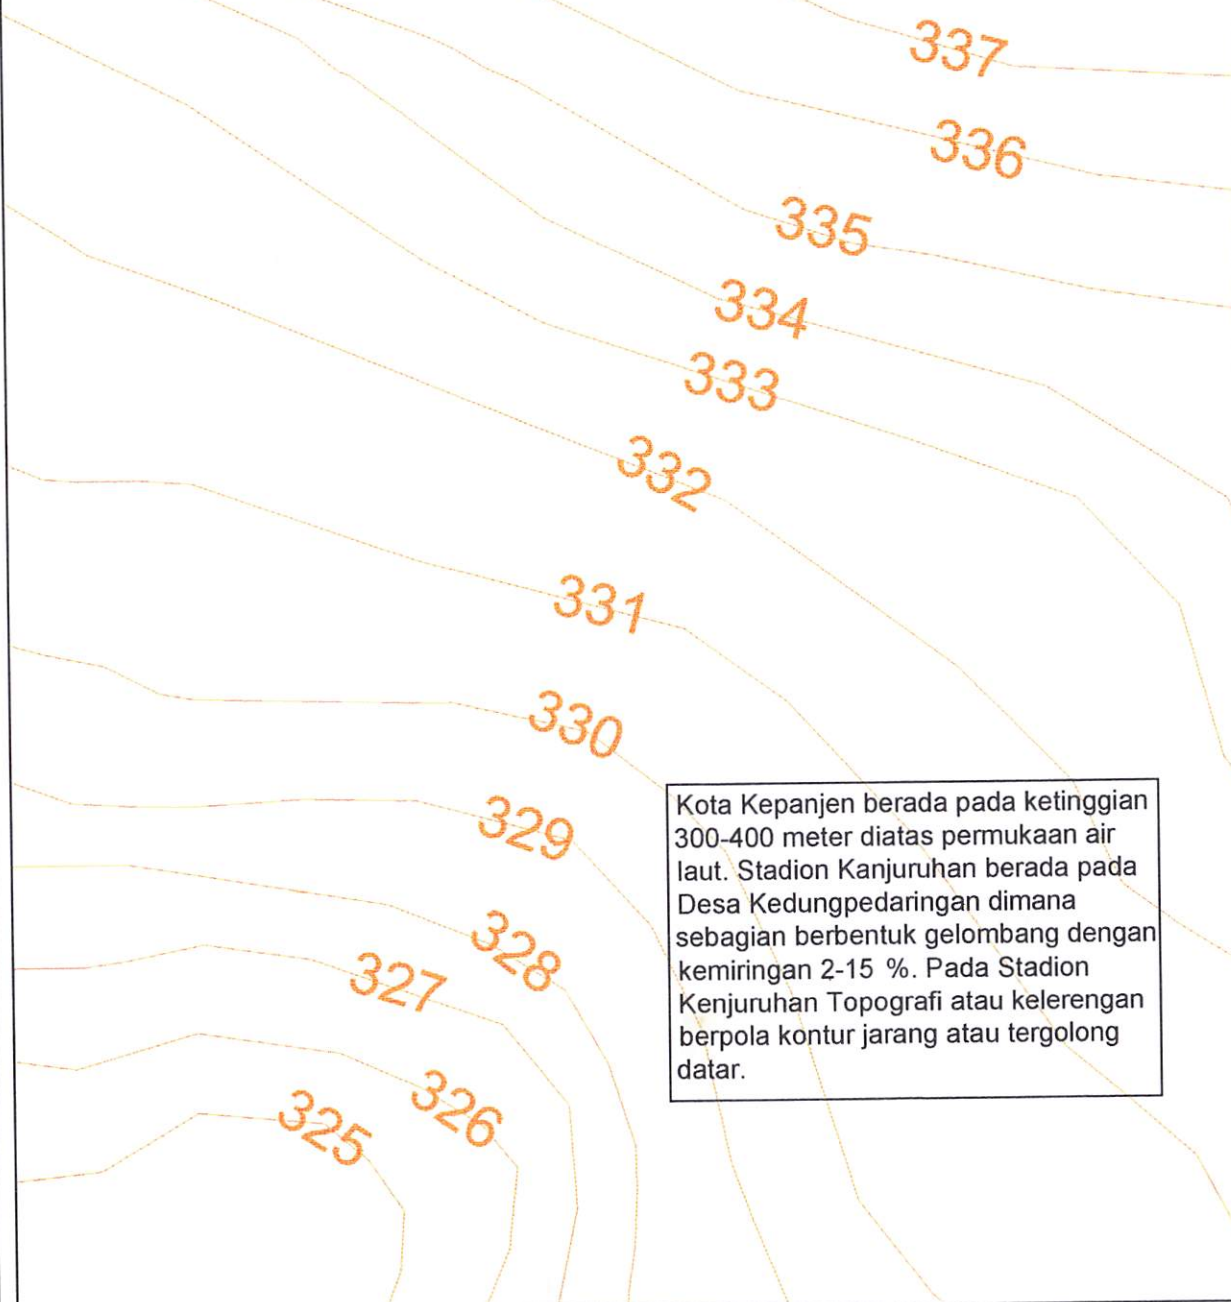 337
336
335
334
333
332
331
330
329
328
327
326
325
Kota Kepanjen berada pada ketinggian
300-400 meter diatas permukaan air
laut. Stadion Kanjuruhan berada pada
Desa Kedungpedaringan dimana
sebagian berbentuk gelombang dengan
kemiringan 2-15 %. Pada Stadion
Kenjuruhan Topografi atau kelerengan
berpola kontur jarang atau tergolong
datar.